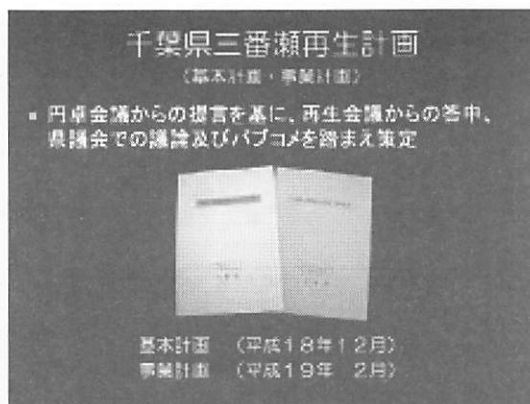 千葉県三番瀬再生計画
（基本計画・事業計画）
▪ 円卓会議からの提言を基に、再生会議からの答申、
県議会での議論及びパブコメを踏まえ策定
基本計画 （平成１８年１２月）
事業計画 （平成１９年　２月）